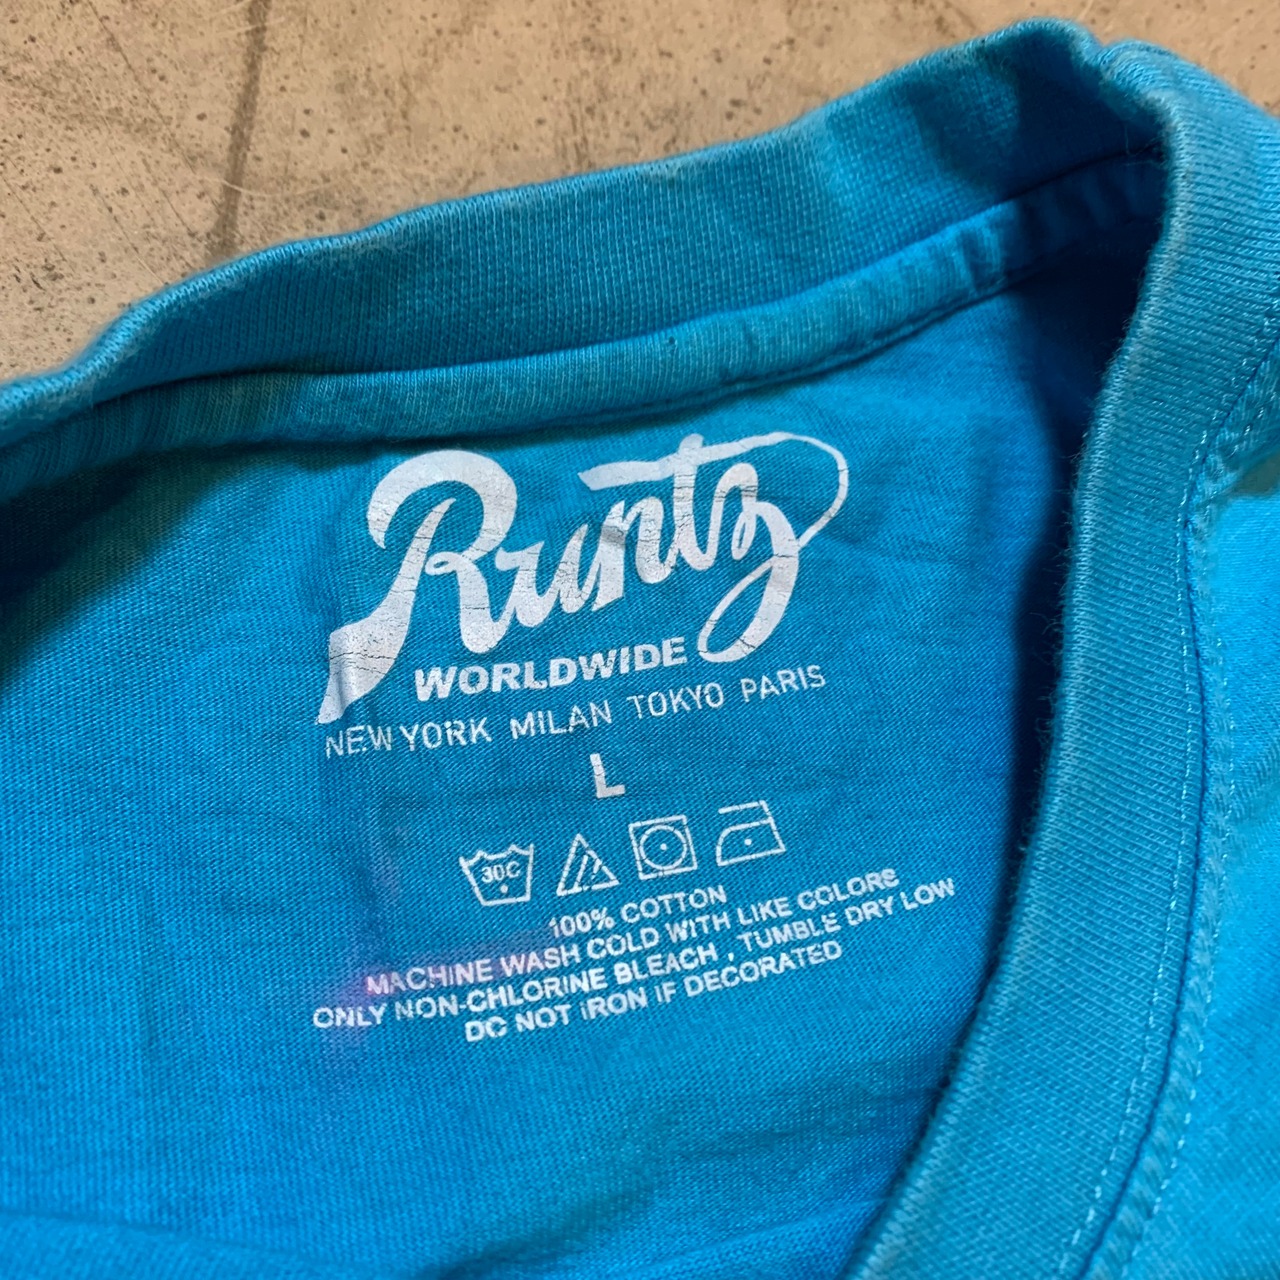 Runtz
WORLDWIDE
NEW YORK MILAN TOKYO PARIS
L
30C
100% COTTON
MACHINE WASH COLD WITH LIKE COLORS
ONLY NON-CHLORINE BLEACH , TUMBLE DRY LOW
DO NOT IRON IF DECORATED